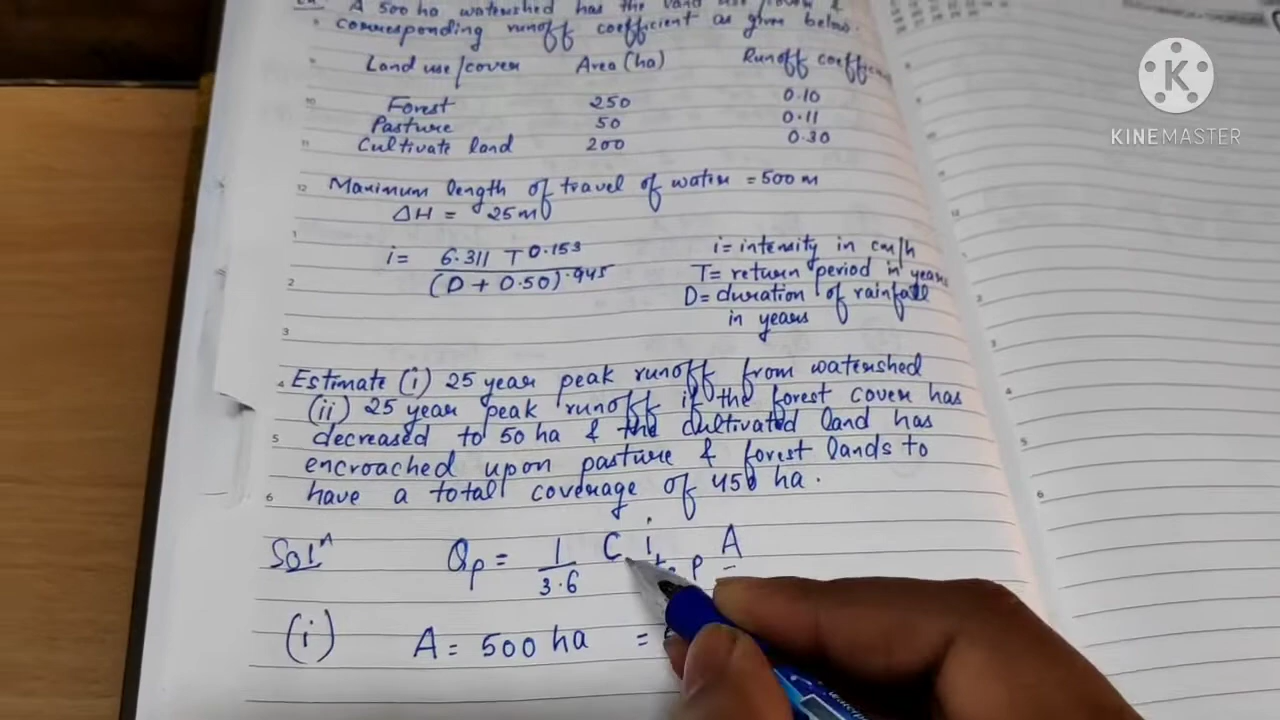 A 500 ha watershed has the land use/cover &
corresponding runoff coefficient as given below.
Land use/cover Area (ha) Runoff coefficien
Forest 250 0.10
Pasture 50 0.11
Cultivate land 200 0.30
Maximum length of travel of water = 500 m
ΔH = 25m
i = 6.311 T 0.153 / (D + 0.50) .945
i = intensity in cm/h
T = return period in years
D = duration of rainfall
in years
Estimate (i) 25 year peak runoff from watershed
(ii) 25 year peak runoff if the forest cover has
decreased to 50 ha & the cultivated land has
encroached upon pasture & forest lands to
have a total coverage of 450 ha.
Solⁿ Qp = 1/3.6 C i p A
(i) A = 500 ha =
KINEMASTER